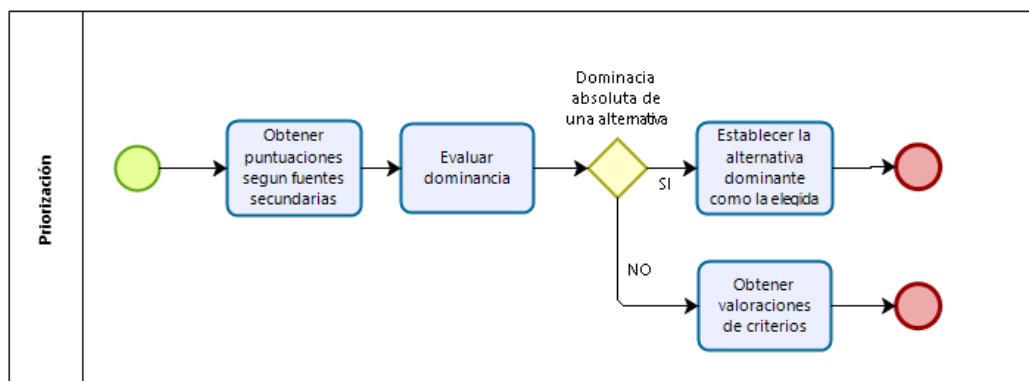 Priorización
Obtener
puntuaciones
segun fuentes
secundarias
Evaluar
dominancia
Dominacia
absoluta de
una alternativa
SI
Establecer la
alternativa
dominante
como la elegida
NO
Obtener
valoraciones
de criterios